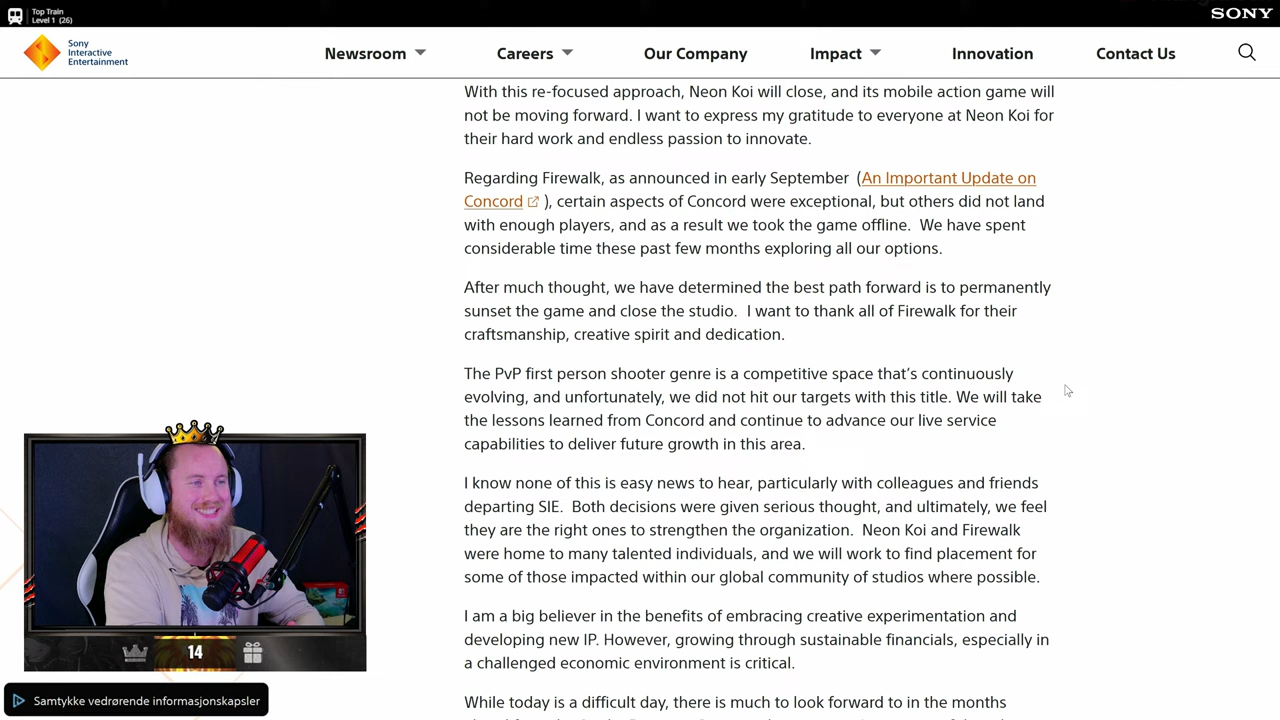 Top Train
Level 1 (26)
SONY
Sony
Interactive
Entertainment
Newsroom
Careers
Our Company
Impact
Innovation
Contact Us
With this re-focused approach, Neon Koi will close, and its mobile action game will
not be moving forward. I want to express my gratitude to everyone at Neon Koi for
their hard work and endless passion to innovate.
Regarding Firewalk, as announced in early September (An Important Update on
Concord ), certain aspects of Concord were exceptional, but others did not land
with enough players, and as a result we took the game offline. We have spent
considerable time these past few months exploring all our options.
After much thought, we have determined the best path forward is to permanently
sunset the game and close the studio. I want to thank all of Firewalk for their
craftsmanship, creative spirit and dedication.
The PvP first person shooter genre is a competitive space that's continuously
evolving, and unfortunately, we did not hit our targets with this title. We will take
the lessons learned from Concord and continue to advance our live service
capabilities to deliver future growth in this area.
I know none of this is easy news to hear, particularly with colleagues and friends
departing SIE. Both decisions were given serious thought, and ultimately, we feel
they are the right ones to strengthen the organization. Neon Koi and Firewalk
were home to many talented individuals, and we will work to find placement for
some of those impacted within our global community of studios where possible.
I am a big believer in the benefits of embracing creative experimentation and
developing new IP. However, growing through sustainable financials, especially in
a challenged economic environment is critical.
While today is a difficult day, there is much to look forward to in the months
14
Samtykke vedrørende informasjonskapsler